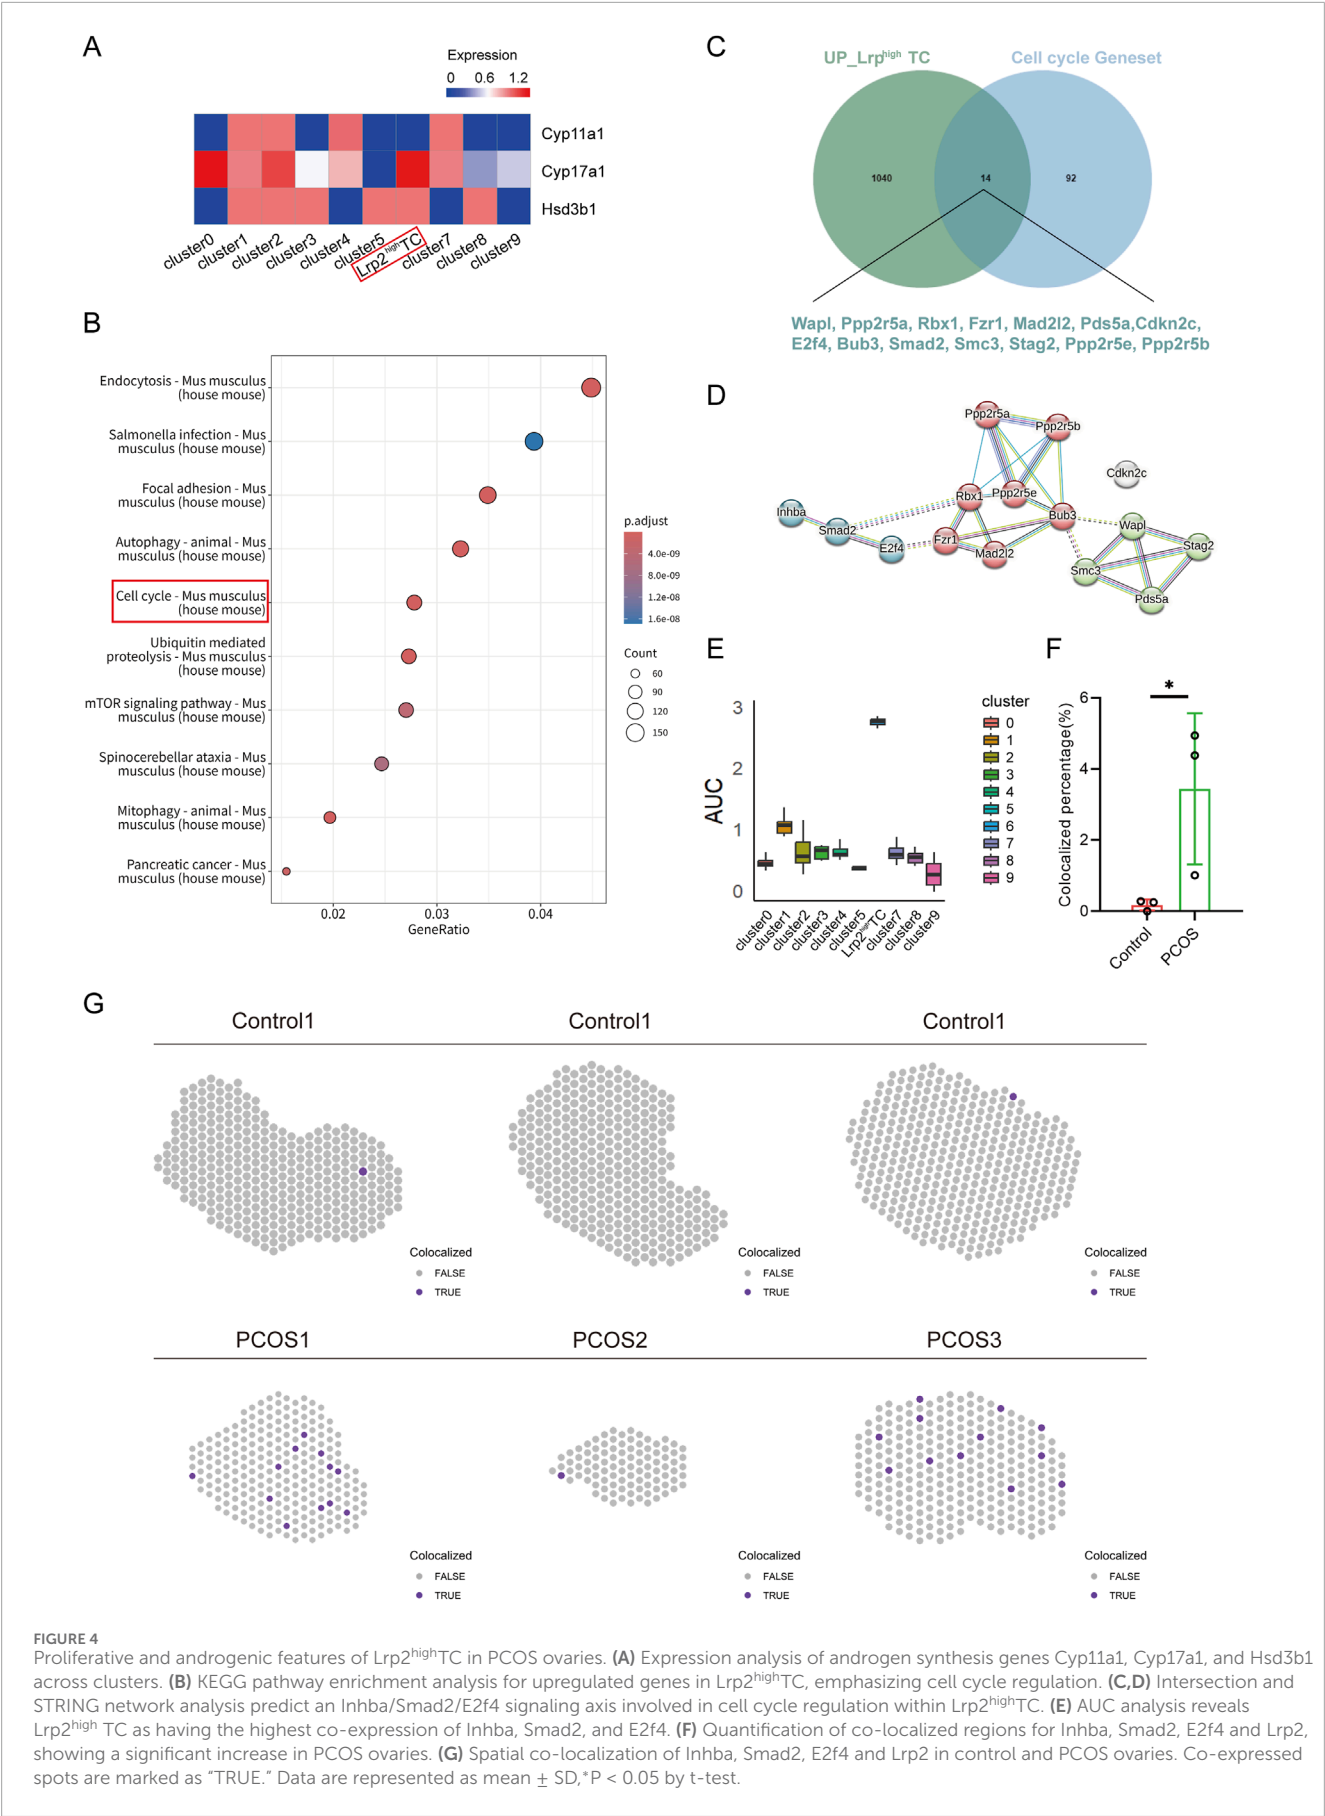 A
Expression
0 0.6 1.2
Cyp11a1
Cyp17a1
Hsd3b1
cluster0
cluster1
cluster2
cluster3
cluster4
cluster5
Lrp2highTC
cluster7
cluster8
cluster9
B
Endocytosis - Mus musculus
(house mouse)
Salmonella infection - Mus
musculus (house mouse)
Focal adhesion - Mus
musculus (house mouse)
Autophagy - animal - Mus
musculus (house mouse)
Cell cycle - Mus musculus
(house mouse)
Ubiquitin mediated
proteolysis - Mus musculus
(house mouse)
mTOR signaling pathway - Mus
musculus (house mouse)
Spinocerebellar ataxia - Mus
musculus (house mouse)
Mitophagy - animal - Mus
musculus (house mouse)
Pancreatic cancer - Mus
musculus (house mouse)
0.02 0.03 0.04
GeneRatio
p.adjust
4.0e-09
8.0e-09
1.2e-08
1.6e-08
Count
60
90
120
150
C
UP_Lrphigh TC
Cell cycle Geneset
1040 14 92
Wapl, Ppp2r5a, Rbx1, Fzr1, Mad2l2, Pds5a,Cdkn2c,
E2f4, Bub3, Smad2, Smc3, Stag2, Ppp2r5e, Ppp2r5b
D
Ppp2r5a
Ppp2r5b
Cdkn2c
Rbx1
Ppp2r5e
Inhba
Bub3
Smad2
Wapl
Fzr1
E2f4
Mad2l2
Stag2
Smc3
Pds5a
E
AUC
3
2
1
0
cluster0
cluster1
cluster2
cluster3
cluster4
cluster5
Lrp2highTC
cluster7
cluster8
cluster9
cluster
0
1
2
3
4
5
6
7
8
9
F
Colocalized percentage(%)
6
4
2
0
*
Control
PCOS
G
Control1 Control1 Control1
Colocalized
FALSE
TRUE
Colocalized
FALSE
TRUE
Colocalized
FALSE
TRUE
PCOS1 PCOS2 PCOS3
Colocalized
FALSE
TRUE
Colocalized
FALSE
TRUE
Colocalized
FALSE
TRUE
FIGURE 4
Proliferative and androgenic features of Lrp2highTC in PCOS ovaries. (A) Expression analysis of androgen synthesis genes Cyp11a1, Cyp17a1, and Hsd3b1
across clusters. (B) KEGG pathway enrichment analysis for upregulated genes in Lrp2highTC, emphasizing cell cycle regulation. (C,D) Intersection and
STRING network analysis predict an Inhba/Smad2/E2f4 signaling axis involved in cell cycle regulation within Lrp2highTC. (E) AUC analysis reveals
Lrp2high TC as having the highest co-expression of Inhba, Smad2, and E2f4. (F) Quantification of co-localized regions for Inhba, Smad2, E2f4 and Lrp2,
showing a significant increase in PCOS ovaries. (G) Spatial co-localization of Inhba, Smad2, E2f4 and Lrp2 in control and PCOS ovaries. Co-expressed
spots are marked as “TRUE.” Data are represented as mean ± SD,*P < 0.05 by t-test.